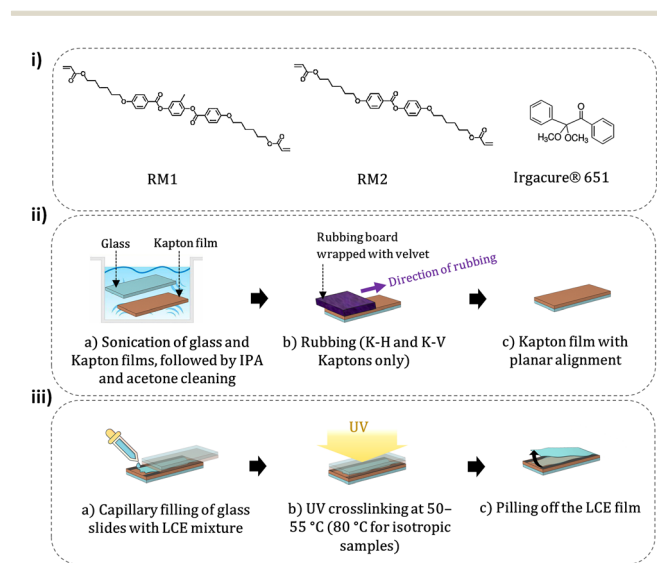 i)
O
O
O
O
O
O
O
O
O
O
RM1
O
O
O
O
O
O
O
O
RM2
O
H₃CO
OCH₃
Irgacure® 651
ii)
Glass
Kapton film
a) Sonication of glass and
Kapton films, followed by IPA
and acetone cleaning
Rubbing board
wrapped with velvet
Direction of rubbing
b) Rubbing (K-H and K-V
Kaptons only)
c) Kapton film with
planar alignment
iii)
a) Capillary filling of glass
slides with LCE mixture
UV
b) UV crosslinking at 50–
55 °C (80 °C for isotropic
samples)
c) Pilling off the LCE film